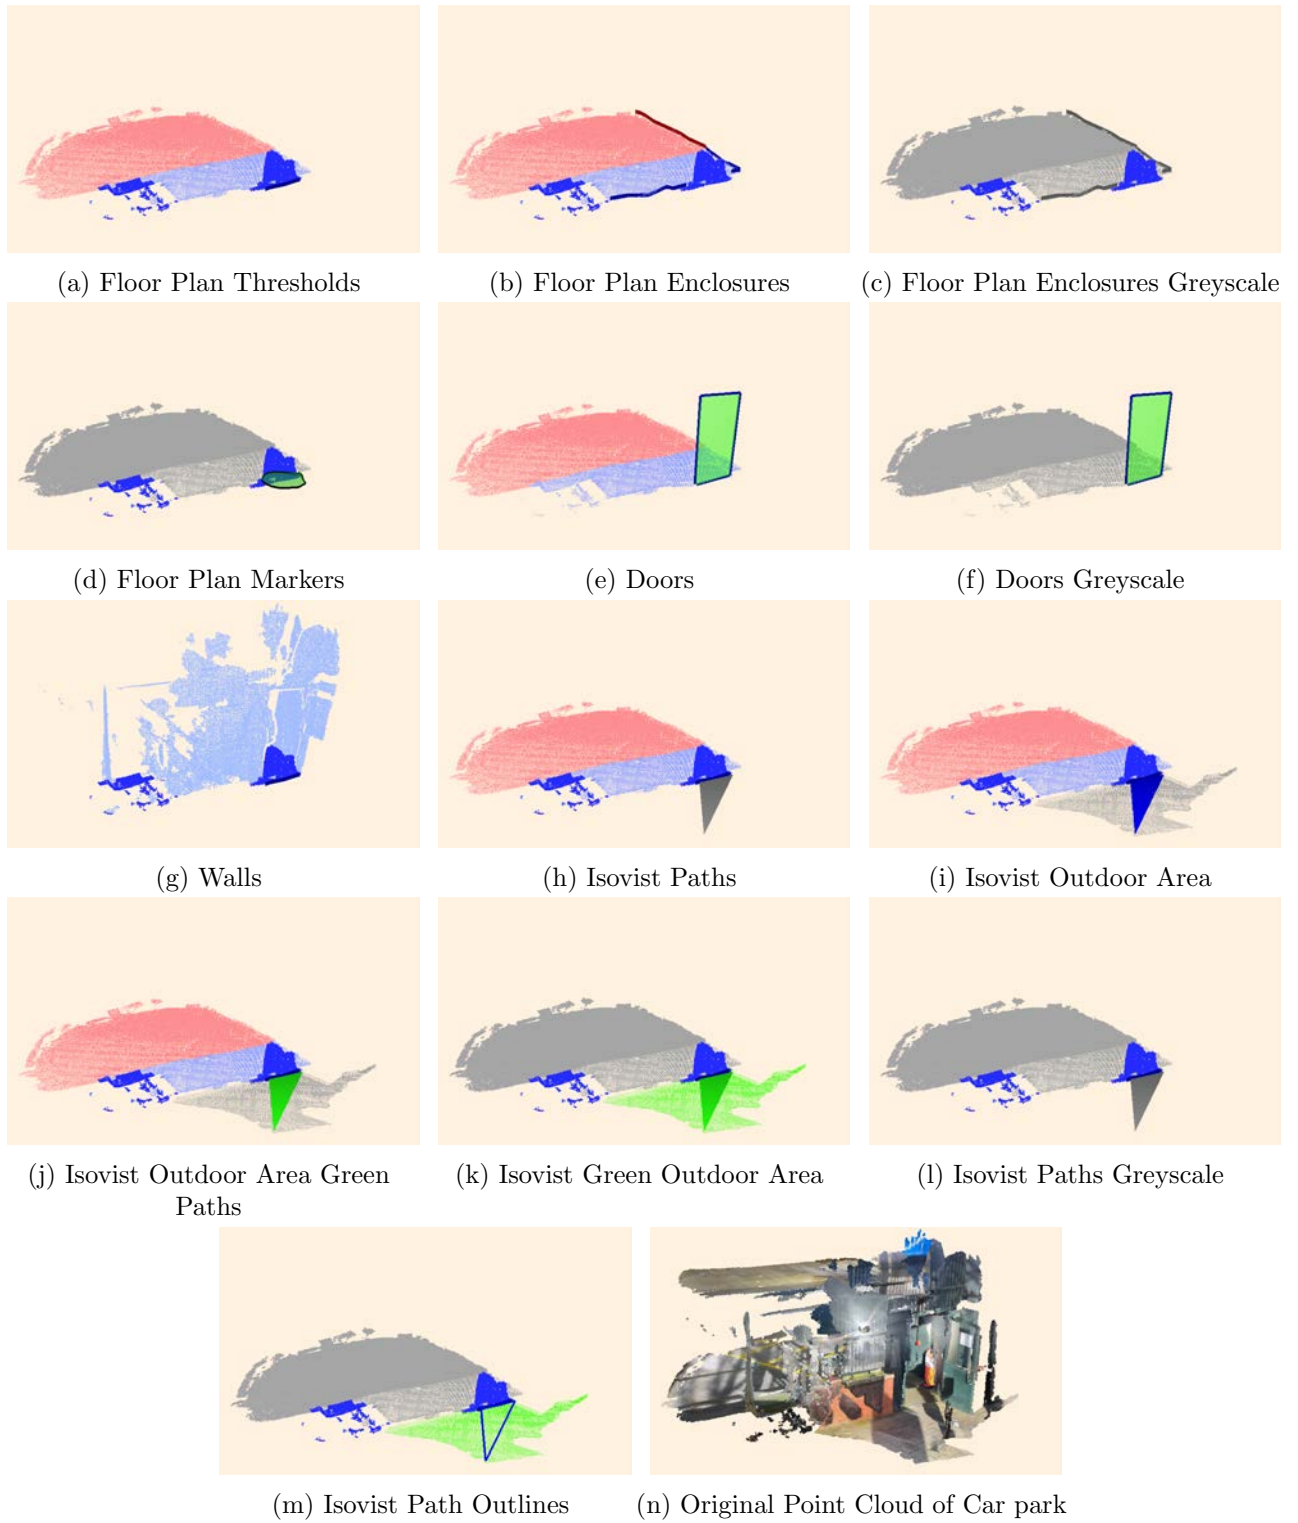 (a) Floor Plan Thresholds
(b) Floor Plan Enclosures
(c) Floor Plan Enclosures Greyscale
(d) Floor Plan Markers
(e) Doors
(f) Doors Greyscale
(g) Walls
(h) Isovist Paths
(i) Isovist Outdoor Area
(j) Isovist Outdoor Area Green
Paths
(k) Isovist Green Outdoor Area
(l) Isovist Paths Greyscale
(m) Isovist Path Outlines
(n) Original Point Cloud of Car park